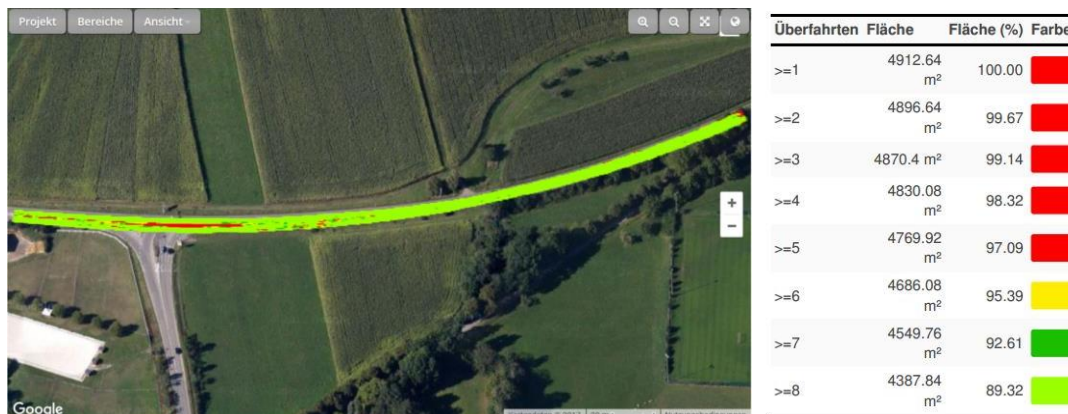 Projekt Bereiche Ansicht
Überfahrten Fläche Fläche (%) Farbe
>=1 4912.64 m² 100.00
>=2 4896.64 m² 99.67
>=3 4870.4 m² 99.14
>=4 4830.08 m² 98.32
>=5 4769.92 m² 97.09
>=6 4686.08 m² 95.39
>=7 4549.76 m² 92.61
>=8 4387.84 m² 89.32
+
−
Google